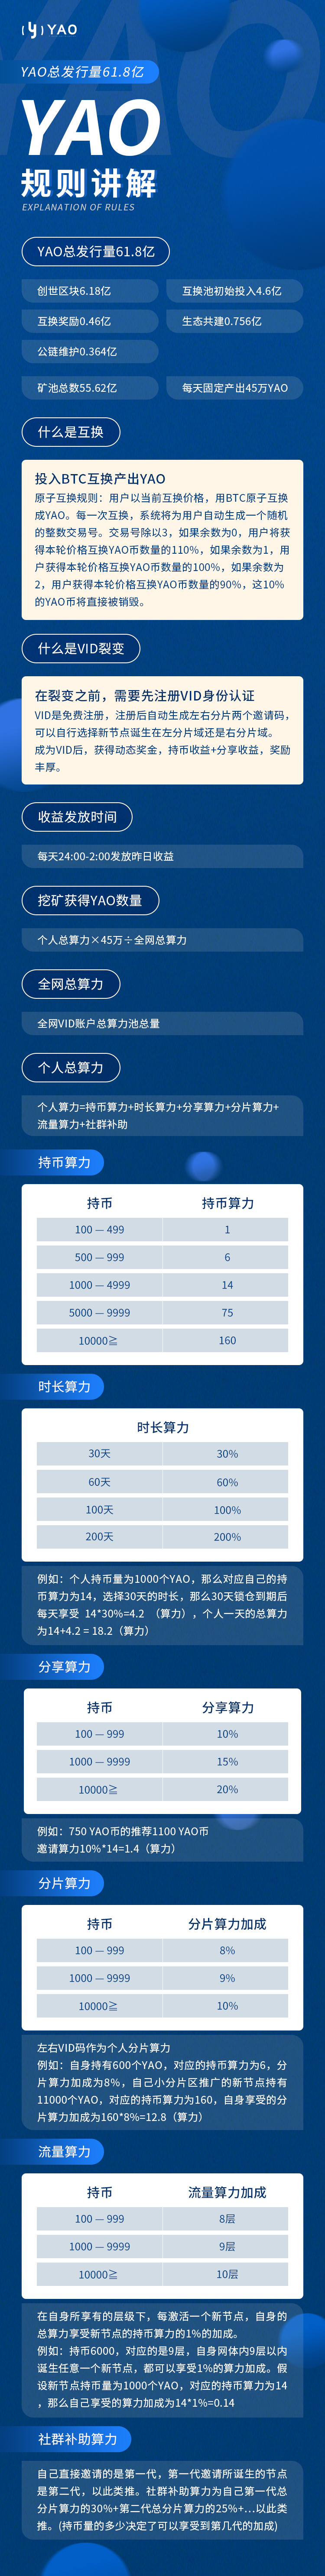 YAO
YAO总发行量61.8亿
YAO
规则讲解
EXPLANATION OF RULES
YAO总发行量61.8亿
创世区块6.18亿
互换池初始投入4.6亿
互换奖励0.46亿
生态共建0.756亿
公链维护0.364亿
矿池总数55.62亿
每天固定产出45万YAO
什么是互换
投入BTC互换产出YAO
原子互换规则：用户以当前互换价格，用BTC原子互换
成YAO。每一次互换，系统将为用户自动生成一个随机
的整数交易号。交易号除以3，如果余数为0，用户将获
得本轮价格互换YAO币数量的110%，如果余数为1，用
户获得本轮价格互换YAO币数量的100%，如果余数为
2，用户获得本轮价格互换YAO币数量的90%，这10%
的YAO币将直接被销毁。
什么是VID裂变
在裂变之前，需要先注册VID身份认证
VID是免费注册，注册后自动生成左右分片两个邀请码，
可以自行选择新节点诞生在左分片域还是右分片域。
成为VID后，获得动态奖金，持币收益+分享收益，奖励
丰厚。
收益发放时间
每天24:00-2:00发放昨日收益
挖矿获得YAO数量
个人总算力×45万÷全网总算力
全网总算力
全网VID账户总算力池总量
个人总算力
个人算力=持币算力+时长算力+分享算力+分片算力+
流量算力+社群补助
持币算力
持币 持币算力
100 — 499 1
500 — 999 6
1000 — 4999 14
5000 — 9999 75
10000≧ 160
时长算力
时长算力
30天 30%
60天 60%
100天 100%
200天 200%
例如：个人持币量为1000个YAO，那么对应自己的持
币算力为14，选择30天的时长，那么30天锁仓到期后
每天享受 14*30%=4.2 （算力），个人一天的总算力
为14+4.2 = 18.2（算力）
分享算力
持币 分享算力
100 — 999 10%
1000 — 9999 15%
10000≧ 20%
例如：750 YAO币的推荐1100 YAO币
邀请算力10%*14=1.4（算力）
分片算力
持币 分片算力加成
100 — 999 8%
1000 — 9999 9%
10000≧ 10%
左右VID码作为个人分片算力
例如：自身持有600个YAO，对应的持币算力为6，分
片算力加成为8%，自己小分片区推广的新节点持有
11000个YAO，对应的持币算力为160，自身享受的分
片算力加成为160*8%=12.8（算力）
流量算力
持币 流量算力加成
100 — 999 8层
1000 — 9999 9层
10000≧ 10层
在自身所享有的层级下，每激活一个新节点，自身的
总算力享受新节点的持币算力的1%的加成。
例如：持币6000，对应的是9层，自身网体内9层以内
诞生任意一个新节点，都可以享受1%的算力加成。假
设新节点持币量为1000个YAO，对应的持币算力为14
，那么自己享受的算力加成为14*1%=0.14
社群补助算力
自己直接邀请的是第一代，第一代邀请所诞生的节点
是第二代，以此类推。社群补助算力为自己第一代总
分片算力的30%+第二代总分片算力的25%+...以此类
推。(持币量的多少决定了可以享受到第几代的加成)